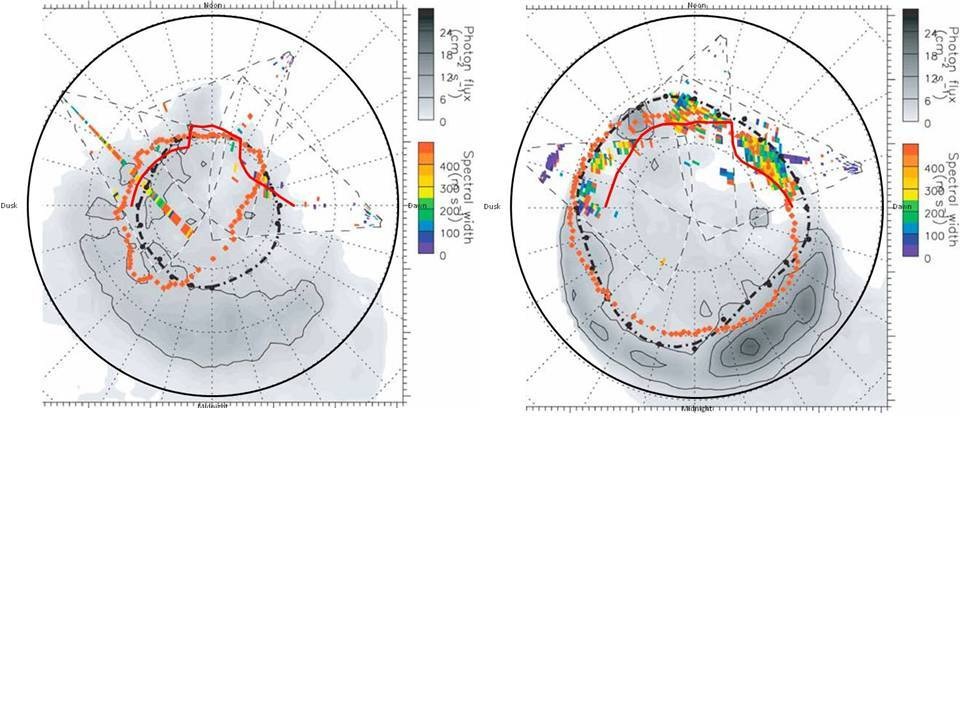 Noon
Dusk
Dawn
Midnight
24
18
12
6
0
Photon flux
(cm⁻² s⁻¹)
400
300
200
100
0
Spectral width
(m s⁻¹)
Noon
Dusk
Dawn
Midnight
24
18
12
6
0
Photon flux
(cm⁻² s⁻¹)
400
300
200
100
0
Spectral width
(m s⁻¹)